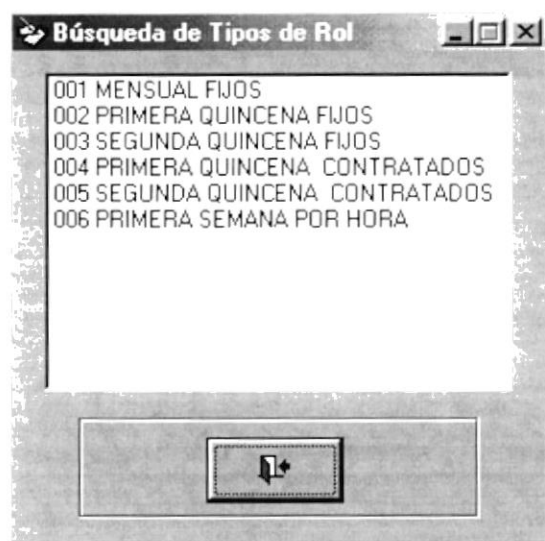 Búsqueda de Tipos de Rol
001 MENSUAL FIJOS
002 PRIMERA QUINCENA FIJOS
003 SEGUNDA QUINCENA FIJOS
004 PRIMERA QUINCENA  CONTRATADOS
005 SEGUNDA QUINCENA  CONTRATADOS
006 PRIMERA SEMANA POR HORA